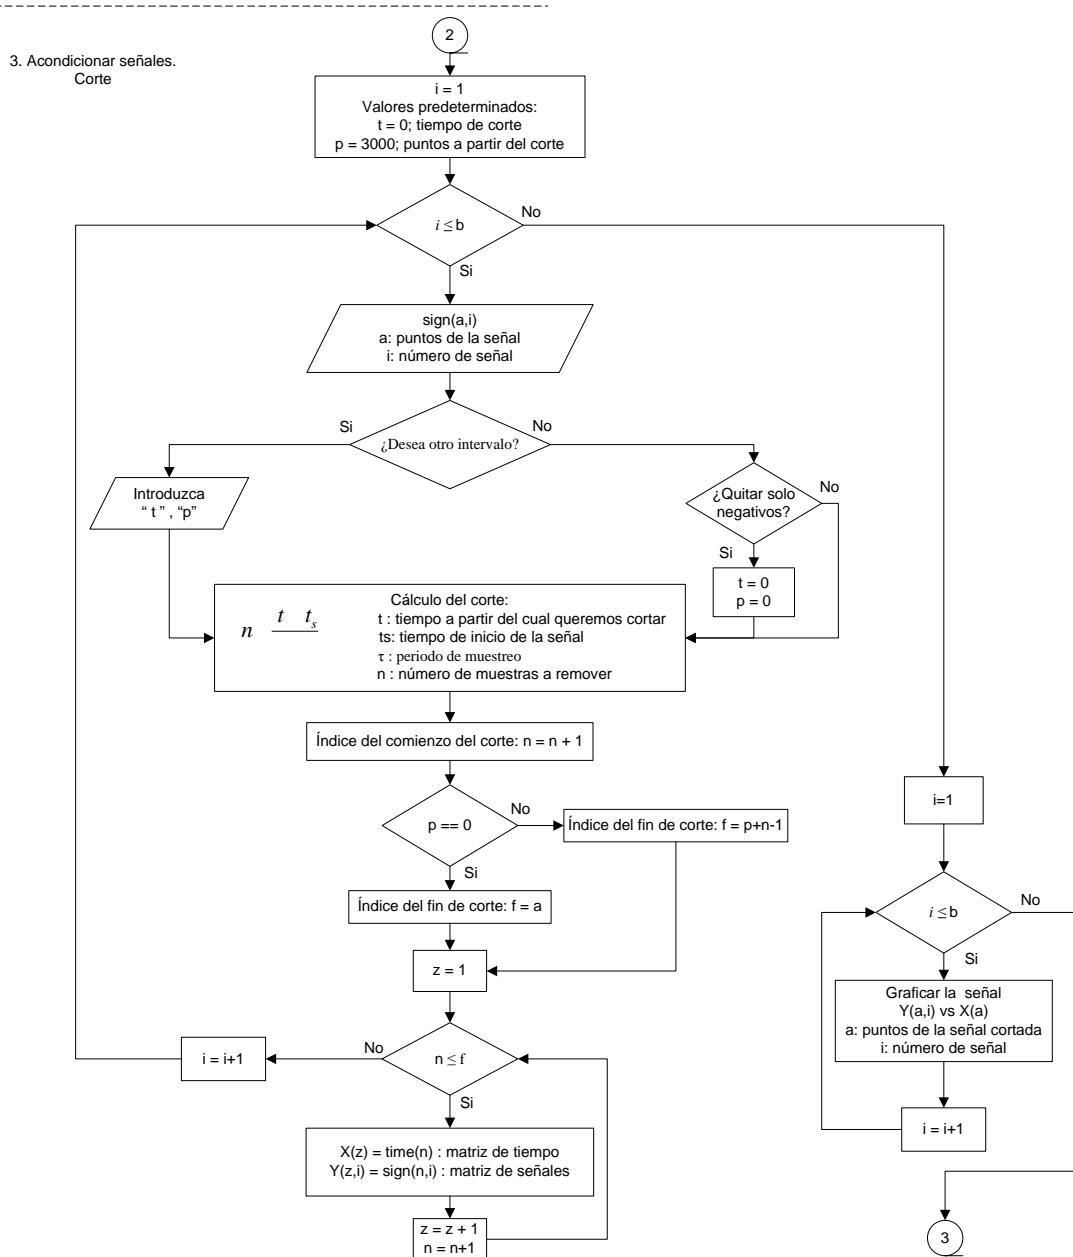 2
3. Acondicionar señales.
Corte
i = 1
Valores predeterminados:
t = 0; tiempo de corte
p = 3000; puntos a partir del corte
i ≤ b
No
Si
sign(a,i)
a: puntos de la señal
i: número de señal
Si
¿Desea otro intervalo?
No
Introduzca
“ t ” , “p”
¿Quitar solo
negativos?
No
Si
t = 0
p = 0
Cálculo del corte:
n t t_s
t : tiempo a partir del cual queremos cortar
ts: tiempo de inicio de la señal
τ : periodo de muestreo
n : número de muestras a remover
Índice del comienzo del corte: n = n + 1
p == 0
No
Índice del fin de corte: f = p+n-1
Si
Índice del fin de corte: f = a
z = 1
n ≤ f
No
i = i+1
Si
X(z) = time(n) : matriz de tiempo
Y(z,i) = sign(n,i) : matriz de señales
z = z + 1
n = n+1
i=1
i ≤ b
No
Si
Graficar la señal
Y(a,i) vs X(a)
a: puntos de la señal cortada
i: número de señal
i = i+1
3